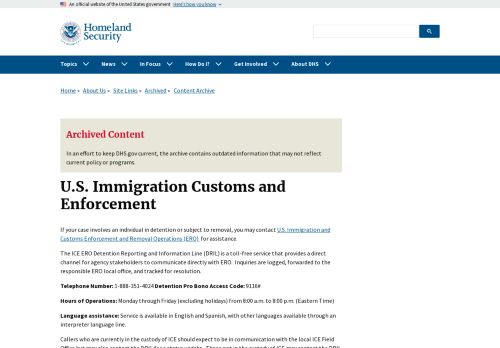 An official website of the United States government Here's how you know
Homeland
Security
Topics News In Focus How Do I? Get Involved About DHS
Home About Us Site Links Archived Content Archive
Archived Content
In an effort to keep DHS.gov current, the archive contains outdated information that may not reflect
current policy or programs.
U.S. Immigration Customs and
Enforcement
If your case involves an individual in detention or subject to removal, you may contact U.S. Immigration and
Customs Enforcement and Removal Operations (ERO) for assistance.
The ICE ERO Detention Reporting and Information Line (DRIL) is a toll-free service that provides a direct
channel for agency stakeholders to communicate directly with ERO. Inquiries are logged, forwarded to the
responsible ERO local office, and tracked for resolution.
Telephone Number: 1-888-351-4024 Detention Pro Bono Access Code: 9116#
Hours of Operations: Monday through Friday (excluding holidays) from 8:00 a.m. to 8:00 p.m. (Eastern Time)
Language assistance: Service is available in English and Spanish, with other languages available through an
interpreter language line.
Callers who are currently in the custody of ICE should expect to be in communication with the local ICE Field